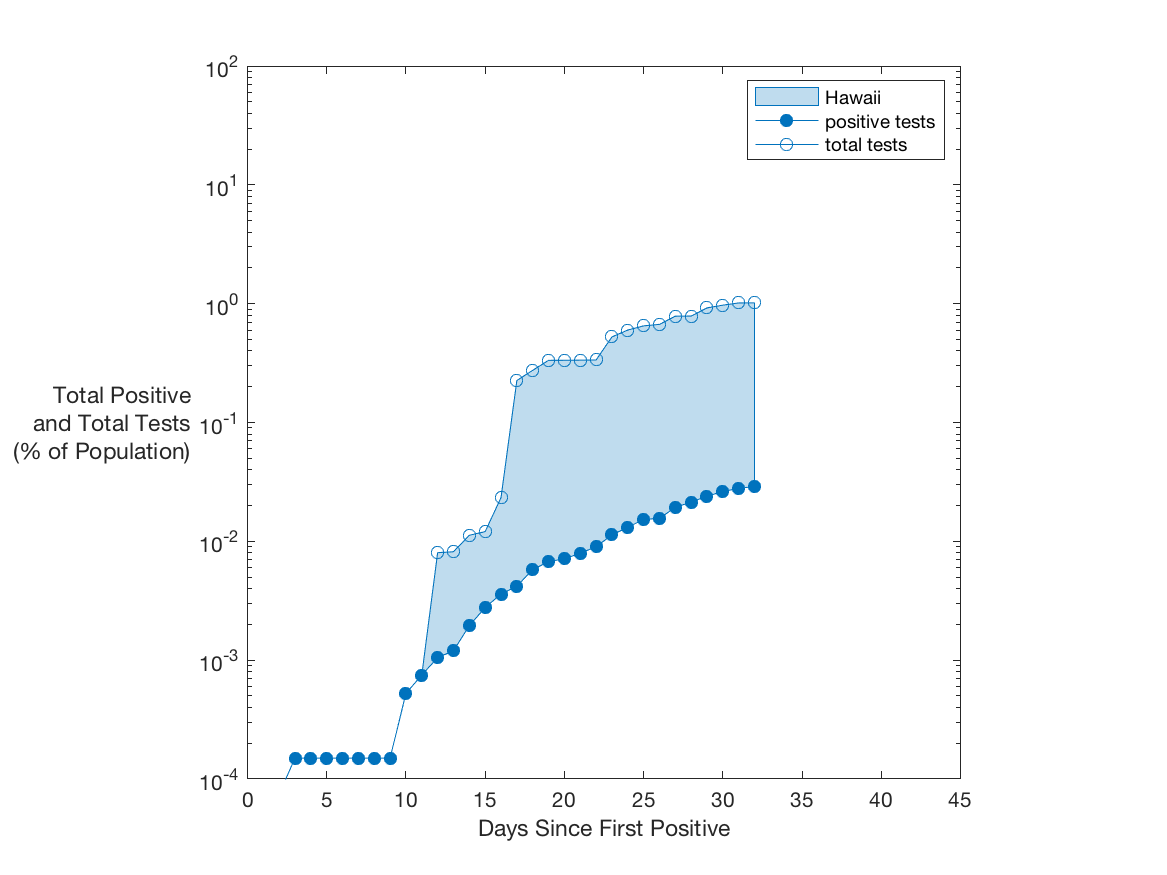 10^2
Hawaii
positive tests
total tests
10^1
10^0
Total Positive
and Total Tests
(% of Population)
10^-1
10^-2
10^-3
10^-4
0 5 10 15 20 25 30 35 40 45
Days Since First Positive